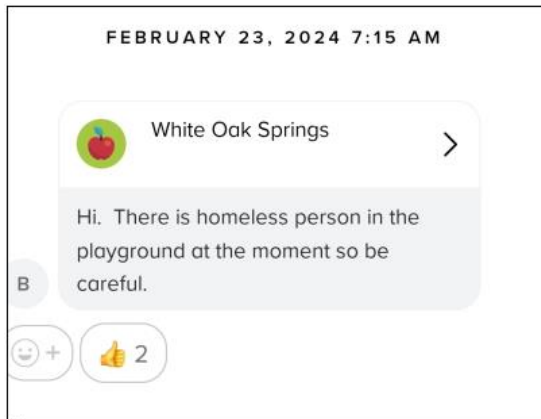 FEBRUARY 23, 2024 7:15 AM
White Oak Springs
Hi.  There is homeless person in the
playground at the moment so be
careful.
B
👍 2